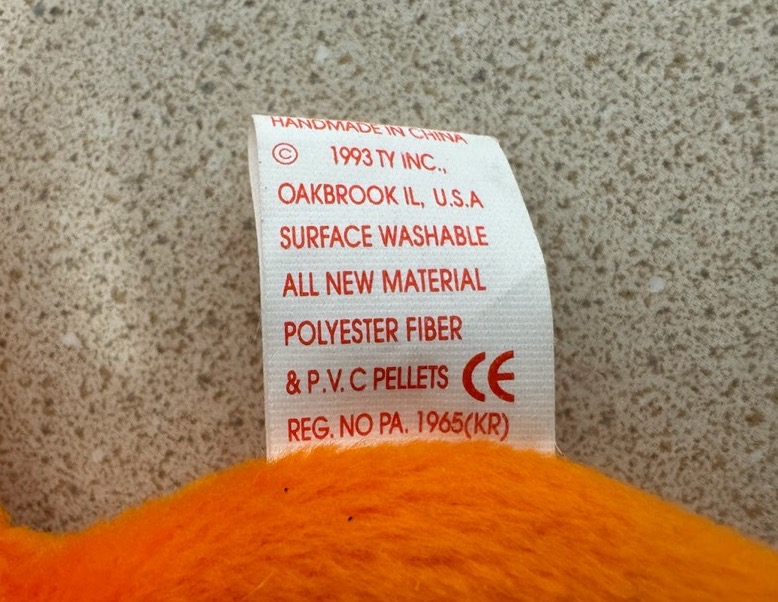 HANDMADE IN CHINA
© 1993 TY INC.,
OAKBROOK IL, U.S.A
SURFACE WASHABLE
ALL NEW MATERIAL
POLYESTER FIBER
& P.V.C PELLETS CE
REG. NO PA. 1965(KR)